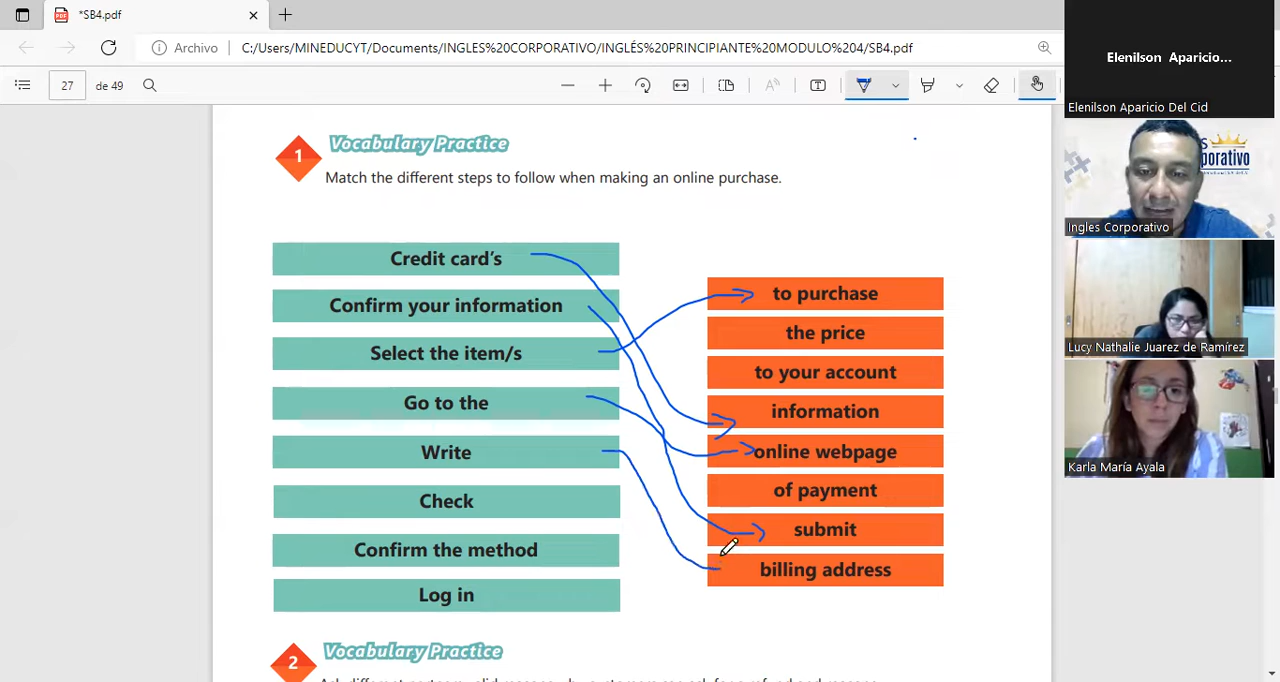 *SB4.pdf
Archivo
C:/Users/MINEDUCYT/Documents/INGLES%20CORPORATIVO/INGLÉS%20PRINCIPIANTE%20MODULO%204/SB4.pdf
27 de 49
1
Vocabulary Practice
Match the different steps to follow when making an online purchase.
Credit card's
Confirm your information
Select the item/s
Go to the
Write
Check
Confirm the method
Log in
to purchase
the price
to your account
information
online webpage
of payment
submit
billing address
2
Vocabulary Practice
Elenilson Aparicio...
Elenilson Aparicio Del Cid
porativo
Ingles Corporativo
Lucy Nathalie Juarez de Ramírez
Karla María Ayala